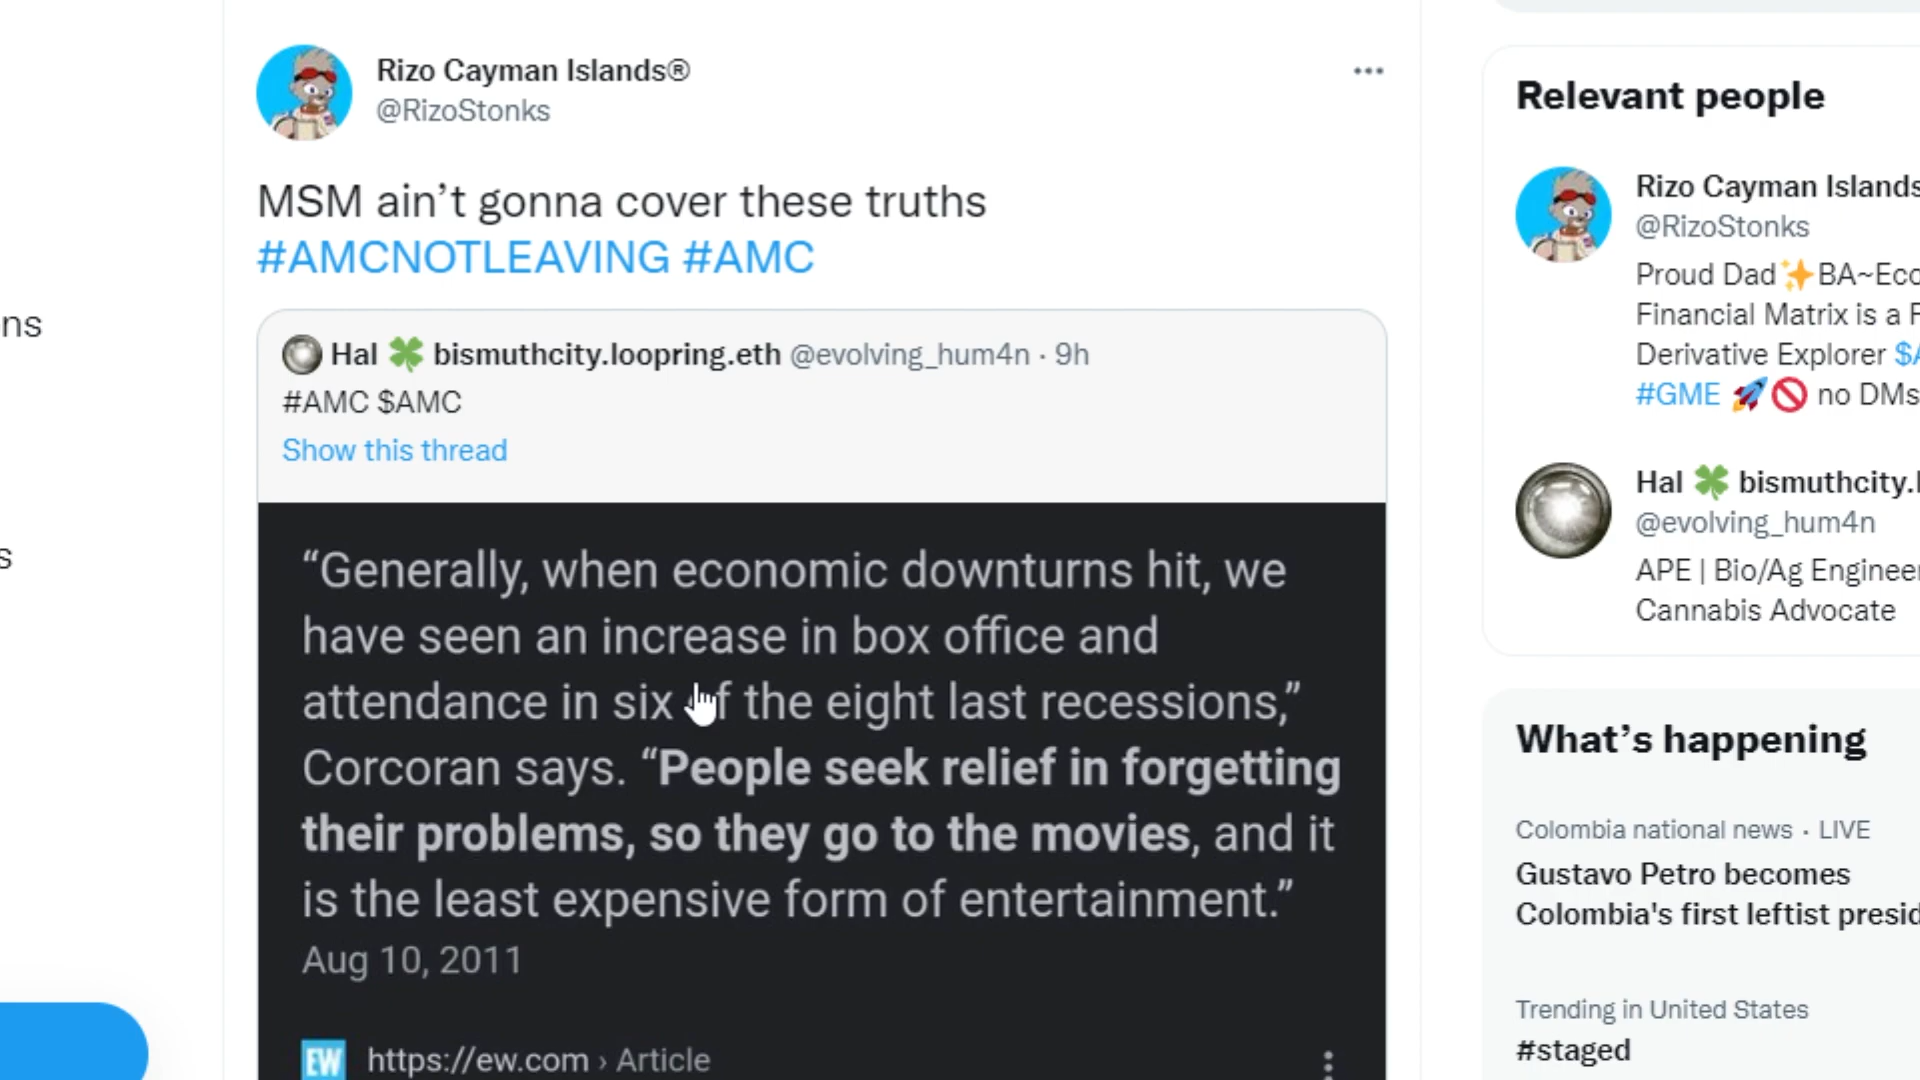 ns
s
Rizo Cayman Islands®
@RizoStonks
MSM ain’t gonna cover these truths
#AMCNOTLEAVING #AMC
Hal 🍀 bismuthcity.loopring.eth @evolving_hum4n · 9h
#AMC $AMC
Show this thread
“Generally, when economic downturns hit, we
have seen an increase in box office and
attendance in six of the eight last recessions,”
Corcoran says. “People seek relief in forgetting
their problems, so they go to the movies, and it
is the least expensive form of entertainment.”
Aug 10, 2011
EW https://ew.com › Article
Relevant people
Rizo Cayman Islands
@RizoStonks
Proud Dad✨BA~Eco
Financial Matrix is a F
Derivative Explorer $A
#GME 🚀🚫 no DMs
Hal 🍀 bismuthcity.l
@evolving_hum4n
APE | Bio/Ag Engineer
Cannabis Advocate
What’s happening
Colombia national news · LIVE
Gustavo Petro becomes
Colombia's first leftist presid
Trending in United States
#staged